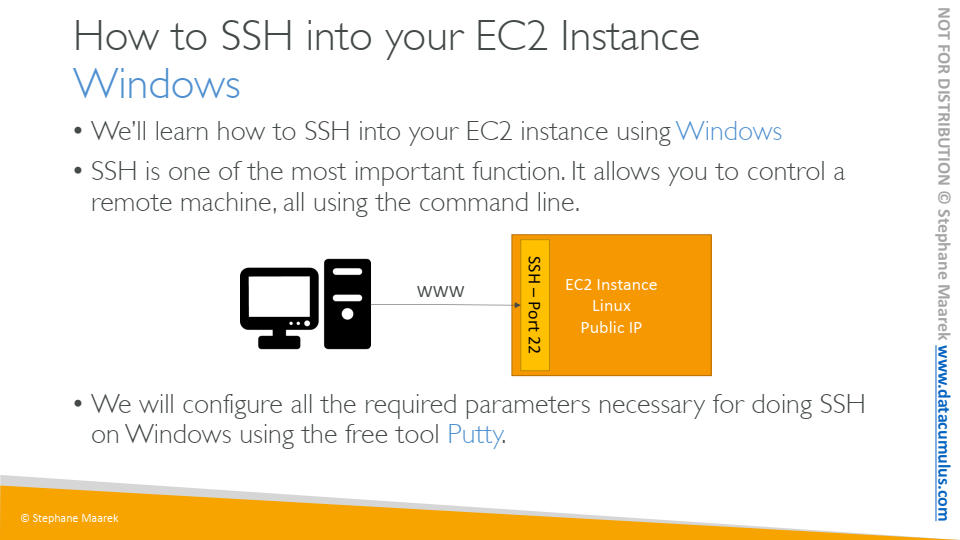 How to SSH into your EC2 Instance
Windows
• We'll learn how to SSH into your EC2 instance using Windows
• SSH is one of the most important function. It allows you to control a
remote machine, all using the command line.
WWW
SSH – Port 22
EC2 Instance
Linux
Public IP
• We will configure all the required parameters necessary for doing SSH
on Windows using the free tool Putty.
© Stephane Maarek
NOT FOR DISTRIBUTION © Stephane Maarek www.datacumulus.com